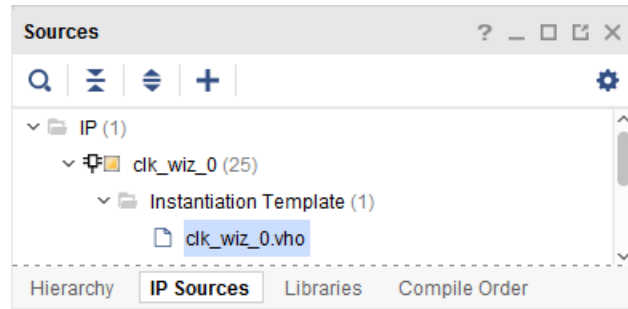 Sources
?
IP (1)
clk_wiz_0 (25)
Instantiation Template (1)
clk_wiz_0.vho
Hierarchy IP Sources Libraries Compile Order